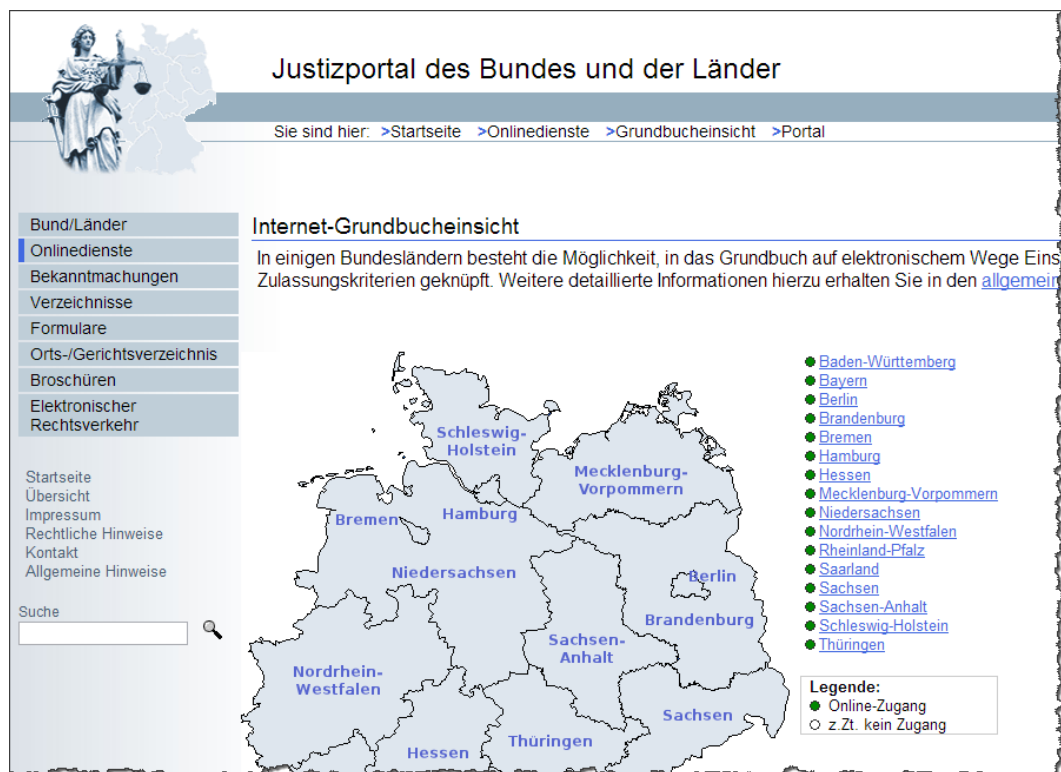 Justizportal des Bundes und der Länder
Sie sind hier: >Startseite >Onlinedienste >Grundbucheinsicht >Portal
Bund/Länder
Onlinedienste
Bekanntmachungen
Verzeichnisse
Formulare
Orts-/Gerichtsverzeichnis
Broschüren
Elektronischer
Rechtsverkehr
Startseite
Übersicht
Impressum
Rechtliche Hinweise
Kontakt
Allgemeine Hinweise
Suche
Internet-Grundbucheinsicht
In einigen Bundesländern besteht die Möglichkeit, in das Grundbuch auf elektronischem Wege Eins
Zulassungskriterien geknüpft. Weitere detaillierte Informationen hierzu erhalten Sie in den allgemein
Schleswig-
Holstein
Mecklenburg-
Vorpommern
Bremen
Hamburg
Niedersachsen
Berlin
Brandenburg
Sachsen-
Anhalt
Nordrhein-
Westfalen
Sachsen
Thüringen
Hessen
Baden-Württemberg
Bayern
Berlin
Brandenburg
Bremen
Hamburg
Hessen
Mecklenburg-Vorpommern
Niedersachsen
Nordrhein-Westfalen
Rheinland-Pfalz
Saarland
Sachsen
Sachsen-Anhalt
Schleswig-Holstein
Thüringen
Legende:
Online-Zugang
z.Zt. kein Zugang